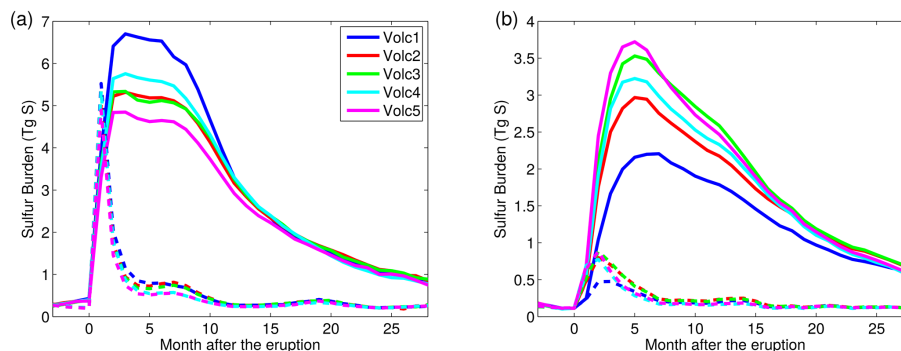 (a)
Sulfur Burden (Tg S)
7
6
5
4
3
2
1
0
0 5 10 15 20 25
Month after the eruption
Volc1
Volc2
Volc3
Volc4
Volc5
(b)
Sulfur Burden (Tg S)
4
3.5
3
2.5
2
1.5
1
0.5
0
0 5 10 15 20 25
Month after the eruption